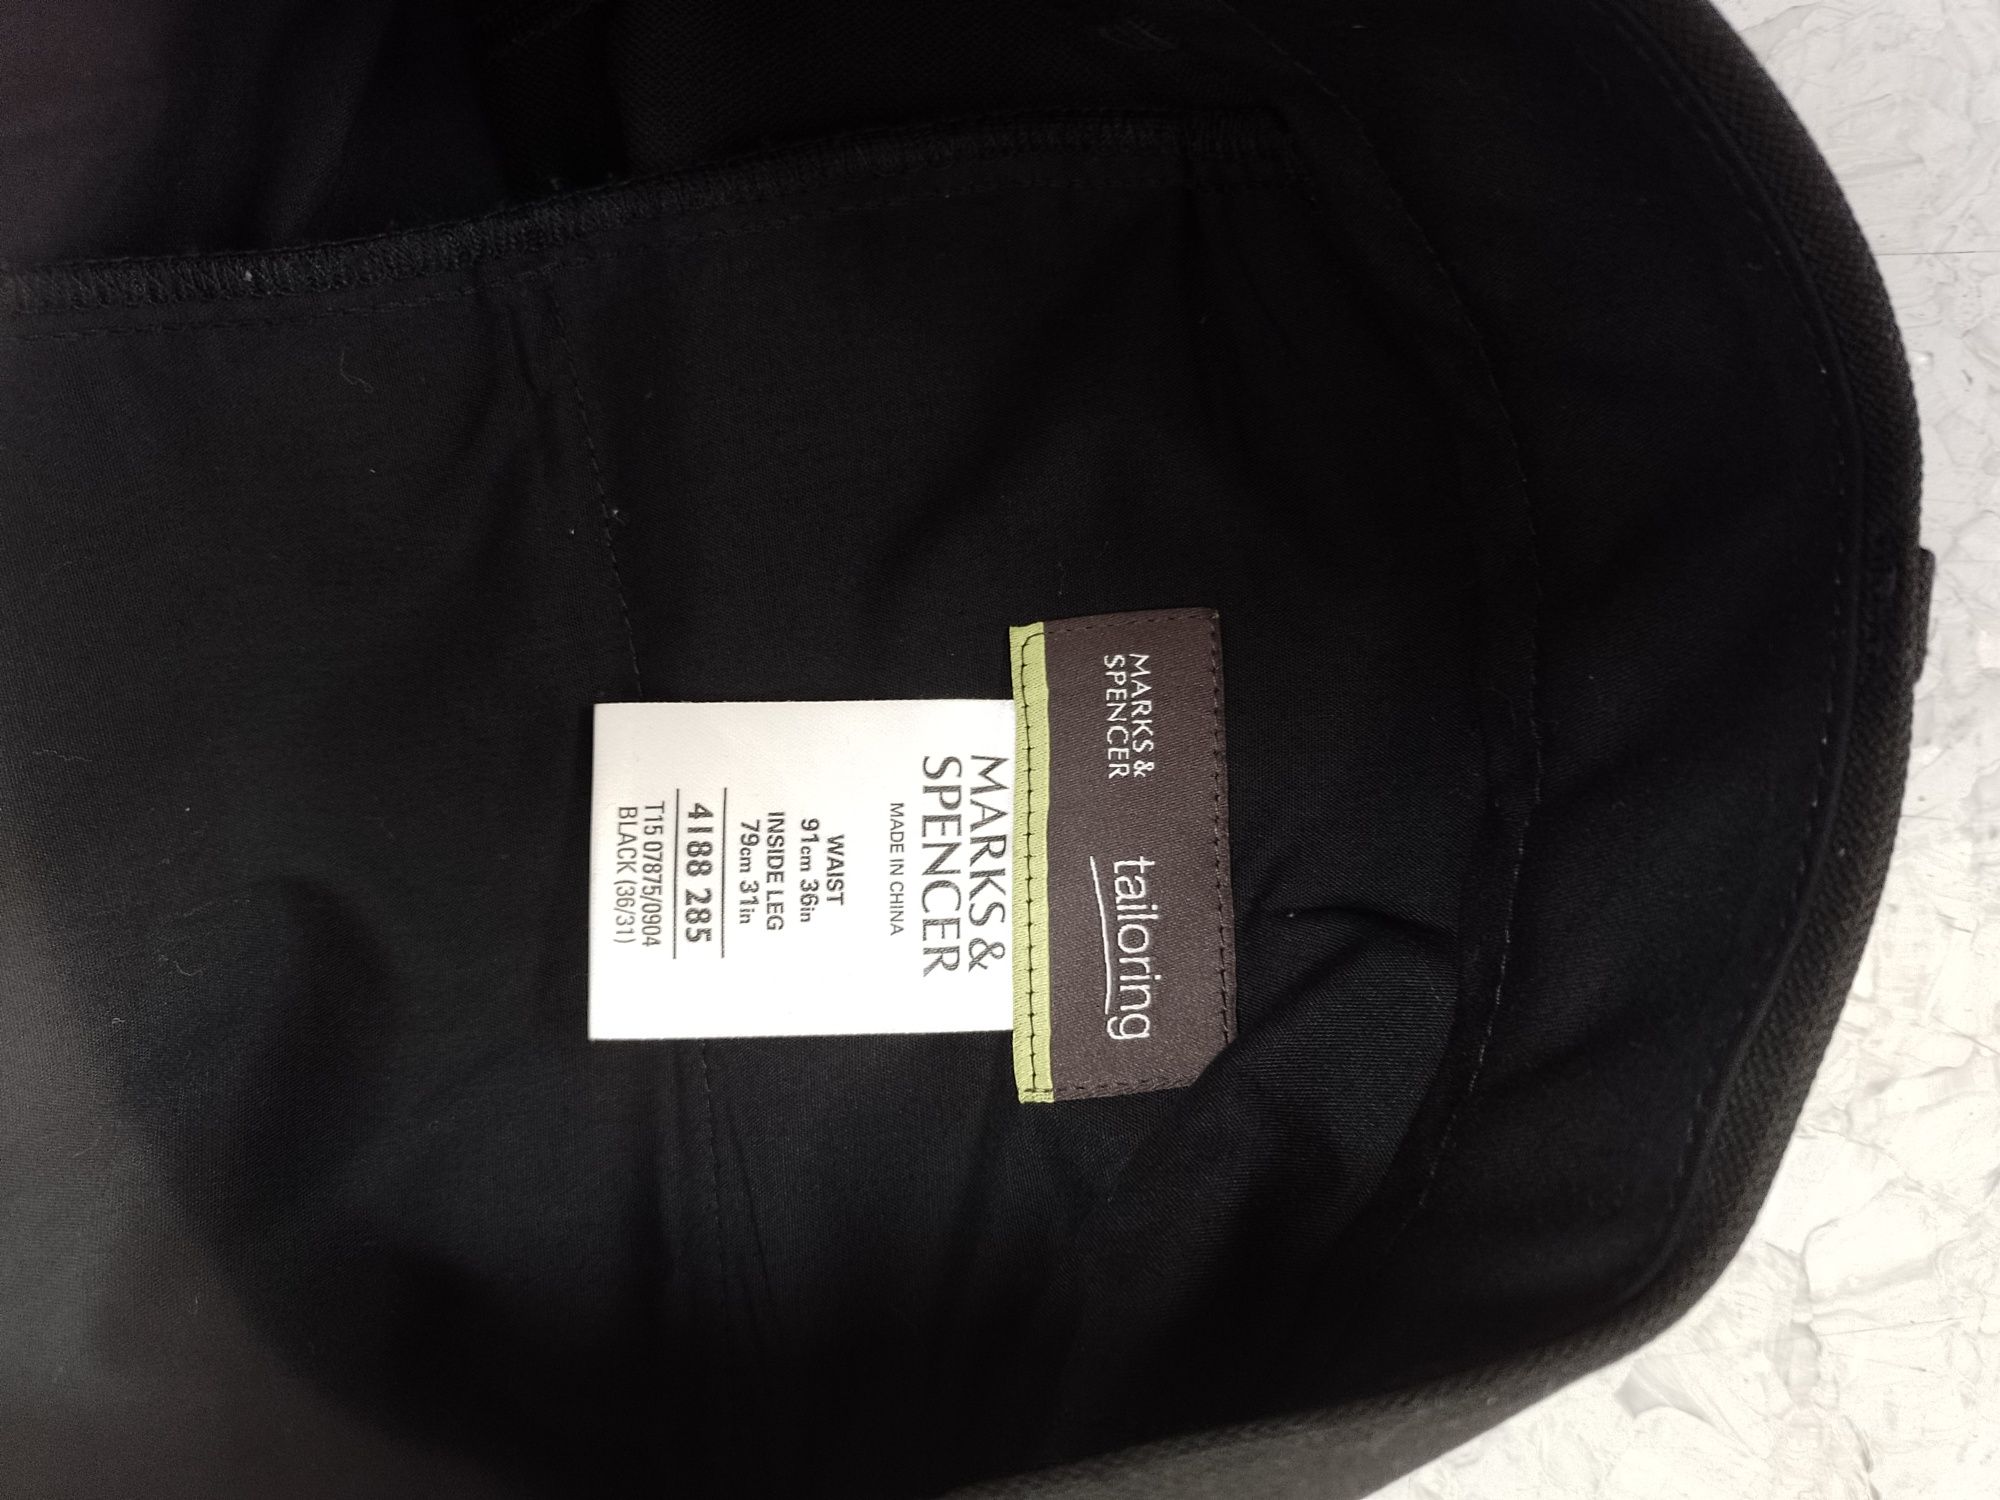 MARKS &
SPENCER
tailoring
MARKS &
SPENCER
MADE IN CHINA
WAIST
91cm 36in
INSIDE LEG
79cm 31in
4188 285
T15 07875/0904
BLACK (36/31)